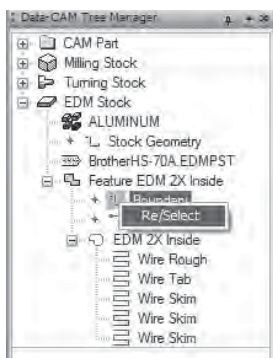 Data-CAM Tree Manager
CAM Part
Milling Stock
Turning Stock
EDM Stock
ALUMINUM
Stock Geometry
BrotherHS-70A.EDMPST
Feature EDM 2X Inside
Boundary
Re/Select
EDM 2X Inside
Wire Rough
Wire Tab
Wire Skim
Wire Skim
Wire Skim